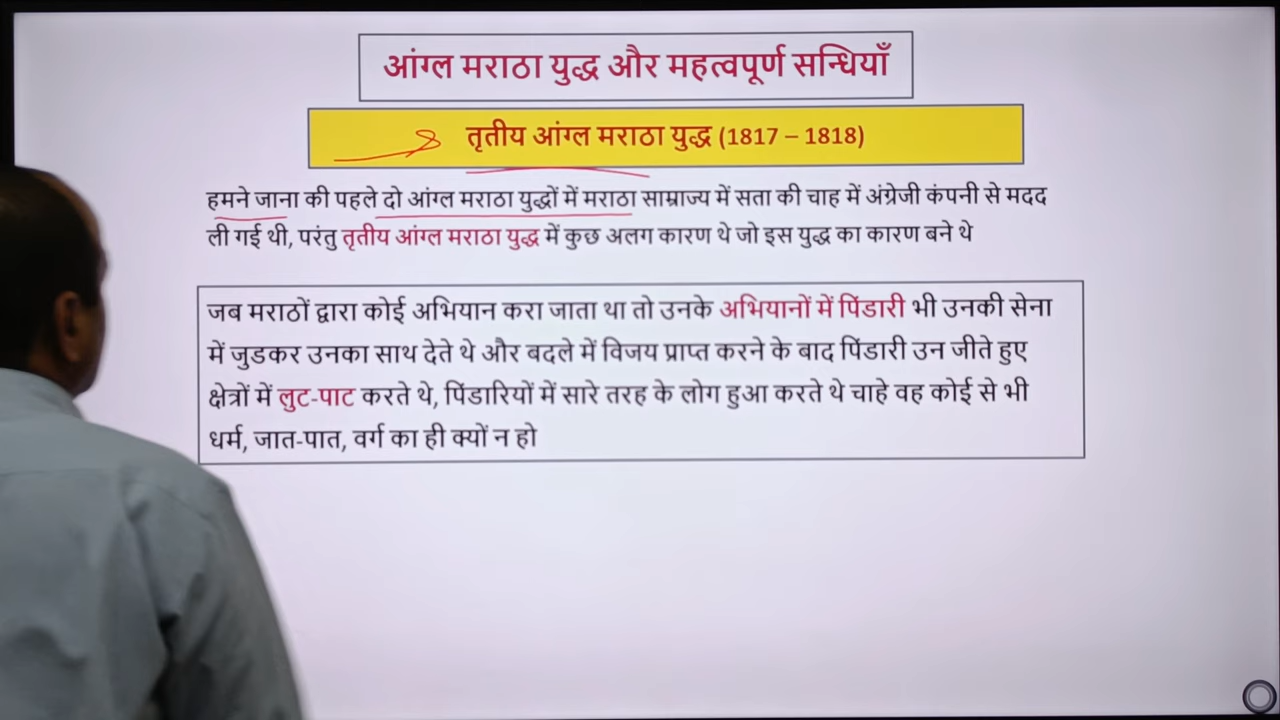 आंग्ल मराठा युद्ध और महत्वपूर्ण सन्धियाँ
तृतीय आंग्ल मराठा युद्ध (1817 – 1818)
हमने जाना की पहले दो आंग्ल मराठा युद्धों में मराठा साम्राज्य में सता की चाह में अंग्रेजी कंपनी से मदद
ली गई थी, परंतु तृतीय आंग्ल मराठा युद्ध में कुछ अलग कारण थे जो इस युद्ध का कारण बने थे
जब मराठों द्वारा कोई अभियान करा जाता था तो उनके अभियानों में पिंडारी भी उनकी सेना
में जुडकर उनका साथ देते थे और बदले में विजय प्राप्त करने के बाद पिंडारी उन जीते हुए
क्षेत्रों में लुट-पाट करते थे, पिंडारियों में सारे तरह के लोग हुआ करते थे चाहे वह कोई से भी
धर्म, जात-पात, वर्ग का ही क्यों न हो